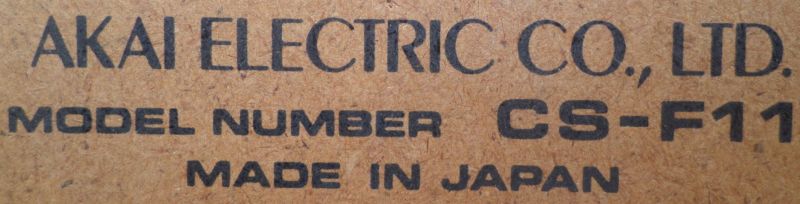 AKAI ELECTRIC CO., LTD.
MODEL NUMBER CS-F11
MADE IN JAPAN